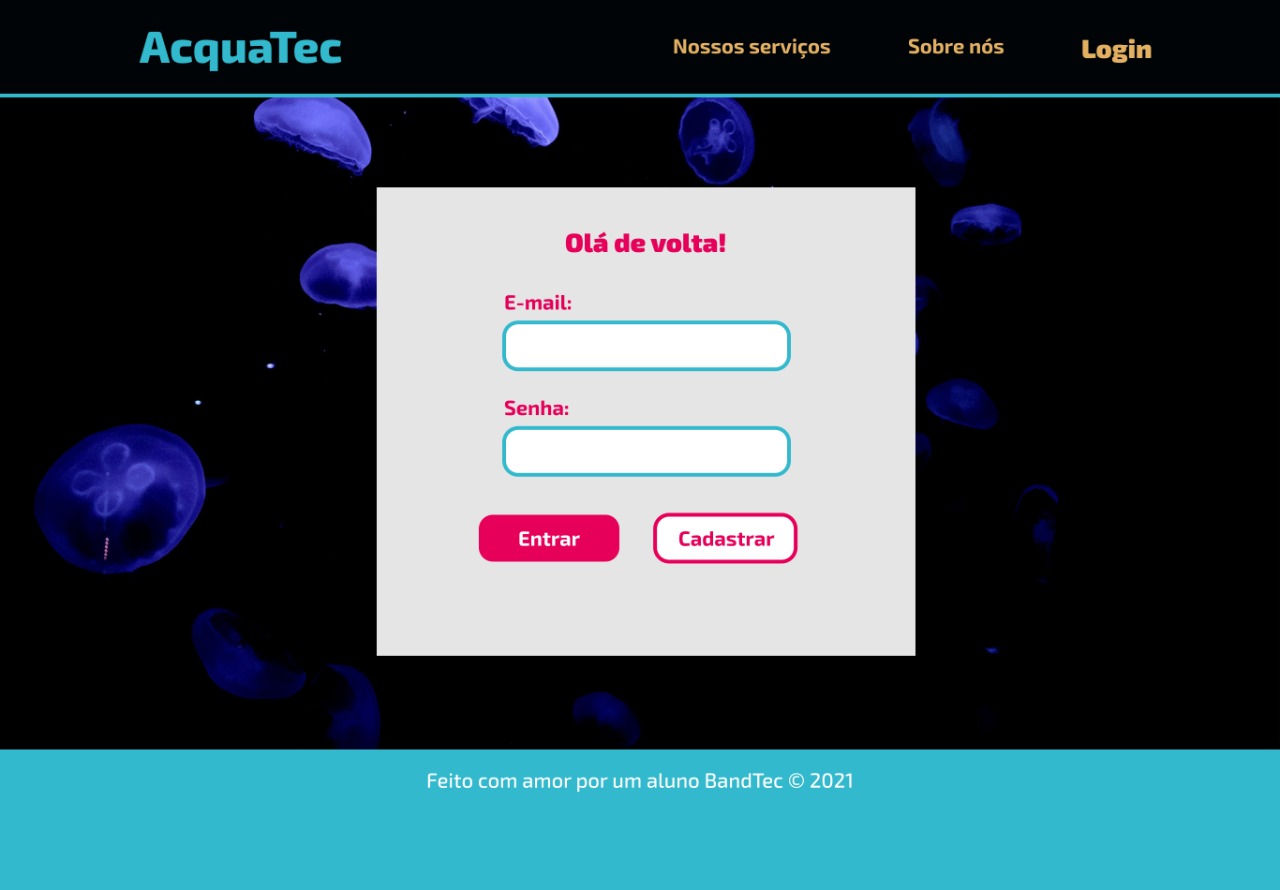 AcquaTec
Nossos serviços
Sobre nós
Login
Olá de volta!
E-mail:
Senha:
Entrar
Cadastrar
Feito com amor por um aluno BandTec © 2021